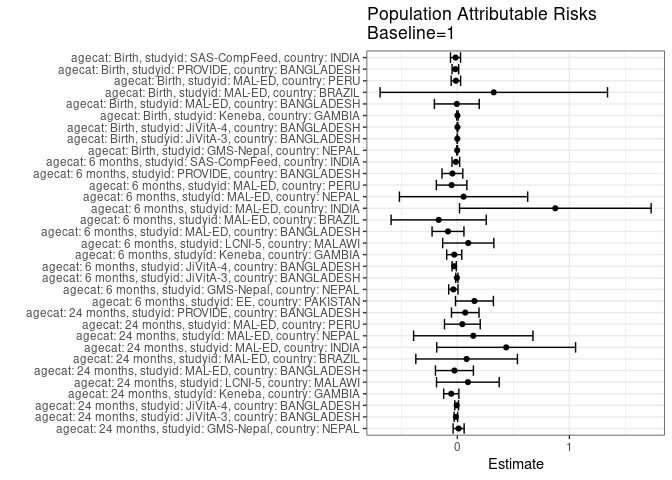 Population Attributable Risks
Baseline=1
agecat: Birth, studyid: SAS-CompFeed, country: INDIA
agecat: Birth, studyid: PROVIDE, country: BANGLADESH
agecat: Birth, studyid: MAL-ED, country: PERU
agecat: Birth, studyid: MAL-ED, country: BRAZIL
agecat: Birth, studyid: MAL-ED, country: BANGLADESH
agecat: Birth, studyid: Keneba, country: GAMBIA
agecat: Birth, studyid: JiVitA-4, country: BANGLADESH
agecat: Birth, studyid: JiVitA-3, country: BANGLADESH
agecat: Birth, studyid: GMS-Nepal, country: NEPAL
agecat: 6 months, studyid: SAS-CompFeed, country: INDIA
agecat: 6 months, studyid: PROVIDE, country: BANGLADESH
agecat: 6 months, studyid: MAL-ED, country: PERU
agecat: 6 months, studyid: MAL-ED, country: NEPAL
agecat: 6 months, studyid: MAL-ED, country: INDIA
agecat: 6 months, studyid: MAL-ED, country: BRAZIL
agecat: 6 months, studyid: MAL-ED, country: BANGLADESH
agecat: 6 months, studyid: LCNI-5, country: MALAWI
agecat: 6 months, studyid: Keneba, country: GAMBIA
agecat: 6 months, studyid: JiVitA-4, country: BANGLADESH
agecat: 6 months, studyid: JiVitA-3, country: BANGLADESH
agecat: 6 months, studyid: GMS-Nepal, country: NEPAL
agecat: 6 months, studyid: EE, country: PAKISTAN
agecat: 24 months, studyid: PROVIDE, country: BANGLADESH
agecat: 24 months, studyid: MAL-ED, country: PERU
agecat: 24 months, studyid: MAL-ED, country: NEPAL
agecat: 24 months, studyid: MAL-ED, country: INDIA
agecat: 24 months, studyid: MAL-ED, country: BRAZIL
agecat: 24 months, studyid: MAL-ED, country: BANGLADESH
agecat: 24 months, studyid: LCNI-5, country: MALAWI
agecat: 24 months, studyid: Keneba, country: GAMBIA
agecat: 24 months, studyid: JiVitA-4, country: BANGLADESH
agecat: 24 months, studyid: JiVitA-3, country: BANGLADESH
agecat: 24 months, studyid: GMS-Nepal, country: NEPAL
0 1
Estimate